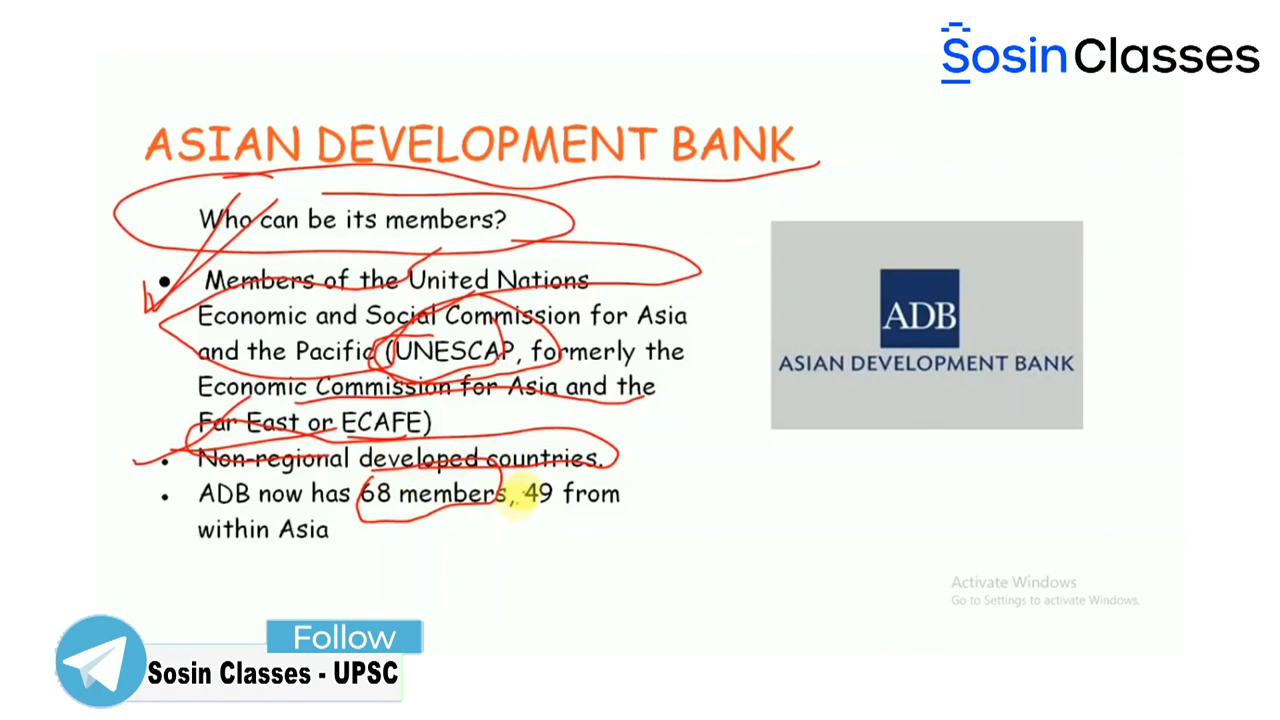 Sosin Classes
ASIAN DEVELOPMENT BANK
Who can be its members?
• Members of the United Nations
Economic and Social Commission for Asia
and the Pacific (UNESCAP, formerly the
Economic Commission for Asia and the
Far East or ECAFE)
• Non-regional developed countries.
• ADB now has 68 members, 49 from
within Asia
ADB
ASIAN DEVELOPMENT BANK
Activate Windows
Go to Settings to activate Windows.
Follow
Sosin Classes - UPSC